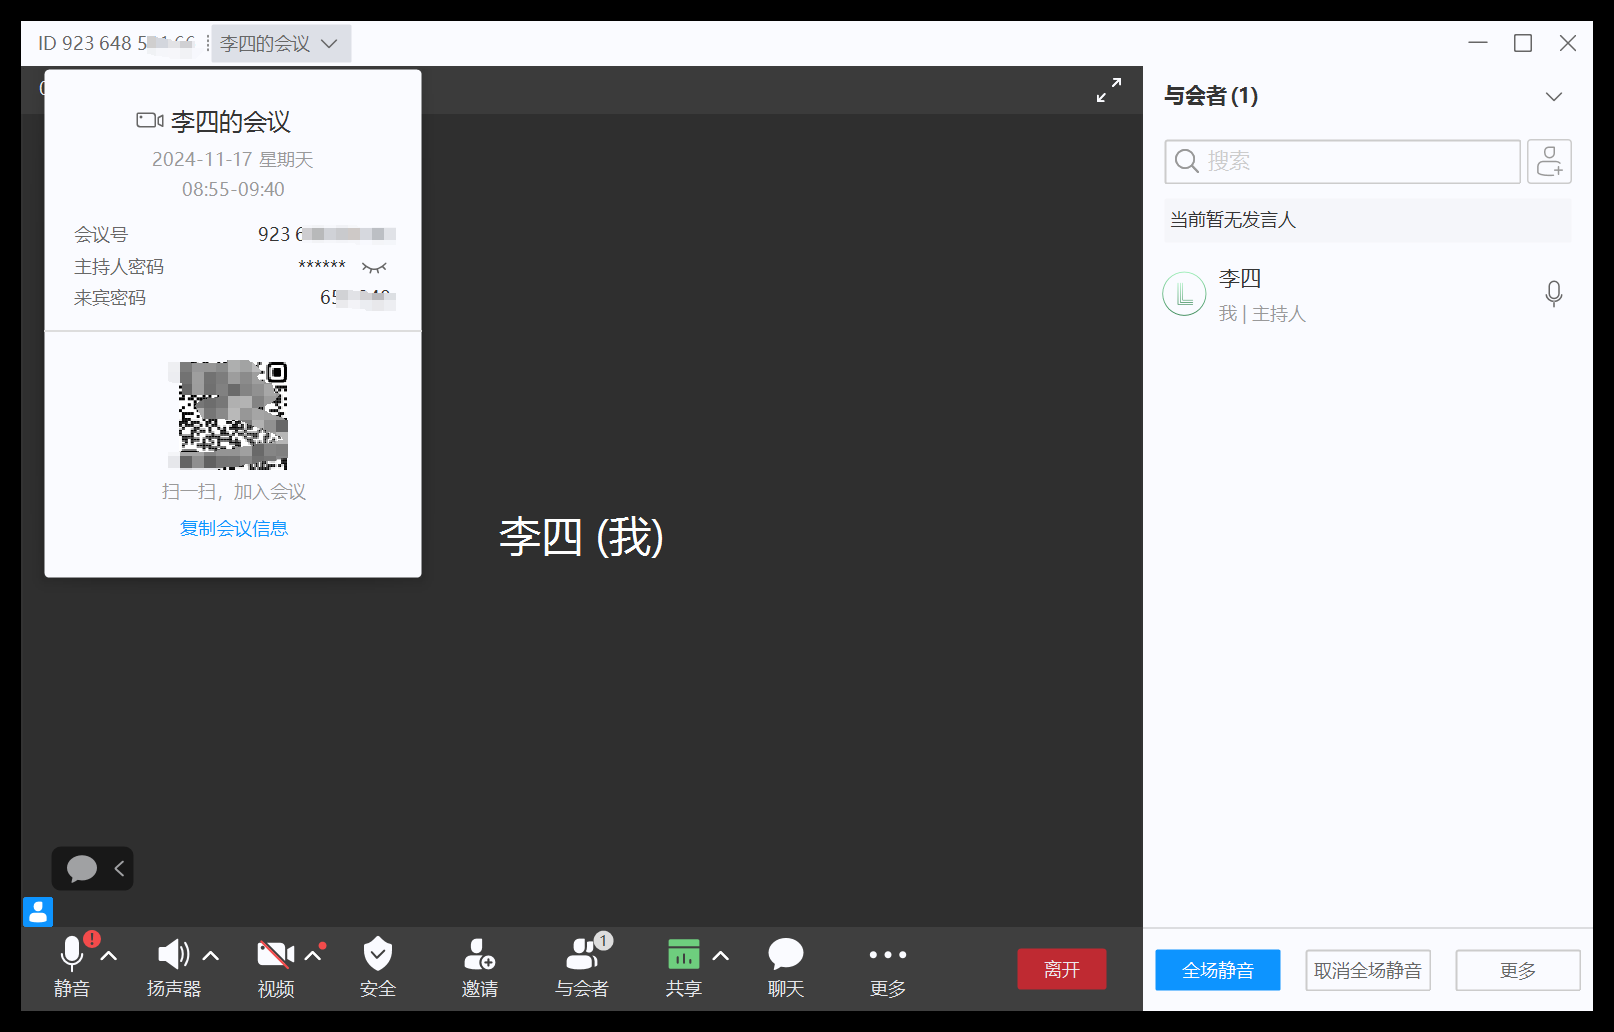 ID 923 648 5
李四的会议
李四的会议
2024-11-17 星期天
08:55-09:40
会议号 923 6
主持人密码 ******
来宾密码 65
扫一扫，加入会议
复制会议信息
李四 (我)
与会者 (1)
搜索
当前暂无发言人
李四
我 | 主持人
静音
扬声器
视频
安全
邀请
1
与会者
共享
聊天
更多
离开
全场静音
取消全场静音
更多